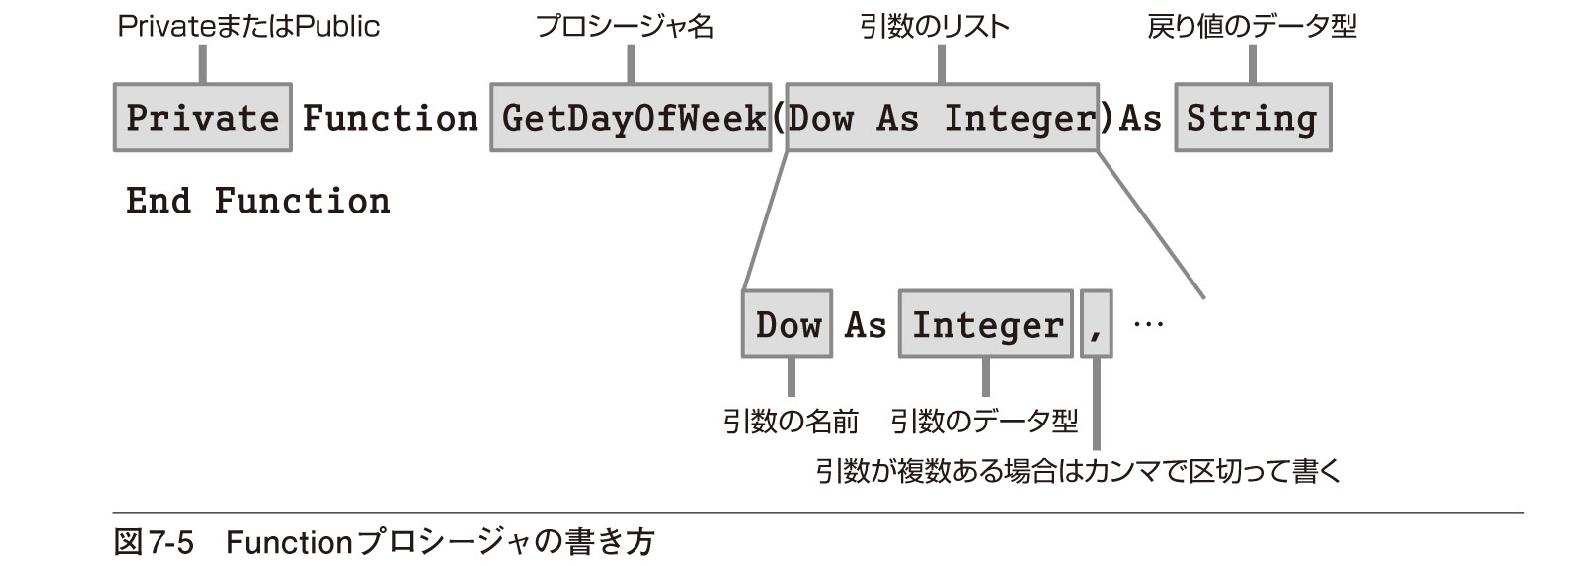 PrivateまたはPublic プロシージャ名 引数のリスト 戻り値のデータ型
Private Function GetDayOfWeek(Dow As Integer)As String
End Function
Dow As Integer , …
引数の名前 引数のデータ型
引数が複数ある場合はカンマで区切って書く
図7-5 Functionプロシージャの書き方